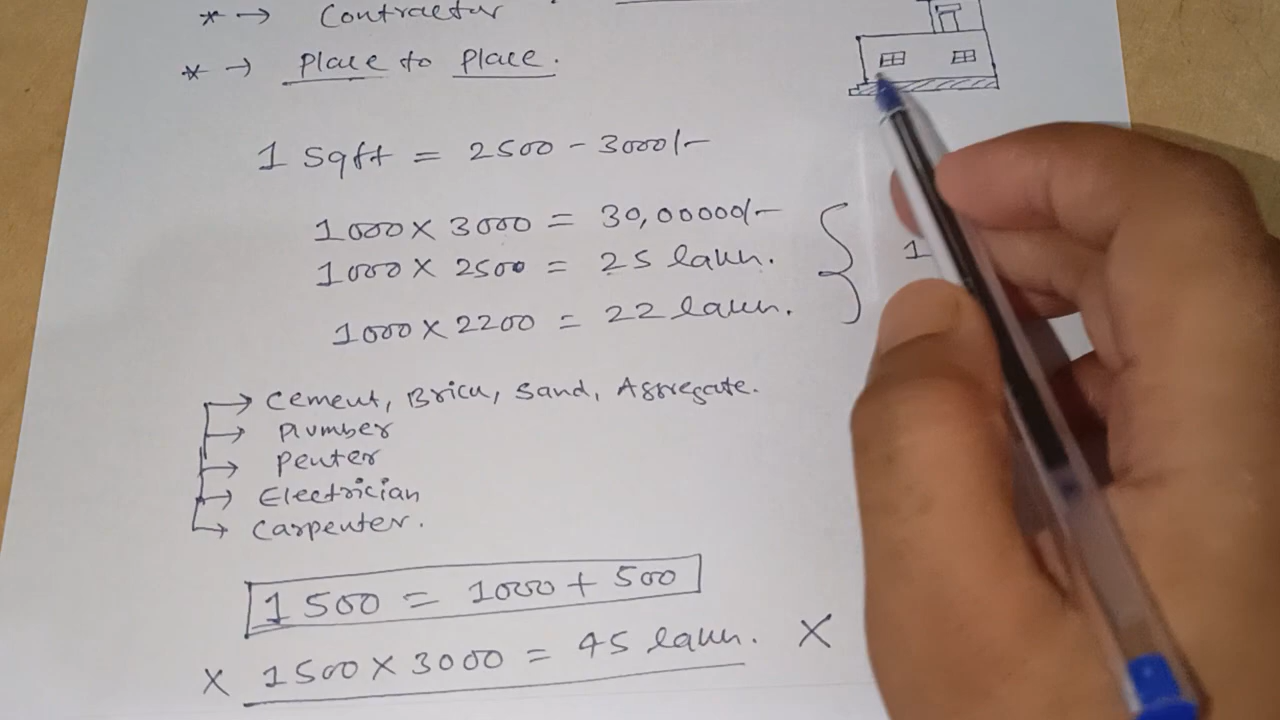 * → Contractor
* → Place to Place.
1 Sqft = 2500 - 3000/-
1000 X 3000 = 30,00000/-
1000 X 2500 = 25 lakh.
1000 X 2200 = 22 lakh.
1
→ Cement, Brick, Sand, Aggregate.
→ Plumber
→ Penter
→ Electrician
→ Carpenter.
1500 = 1000 + 500
X 1500 X 3000 = 45 lakh. X